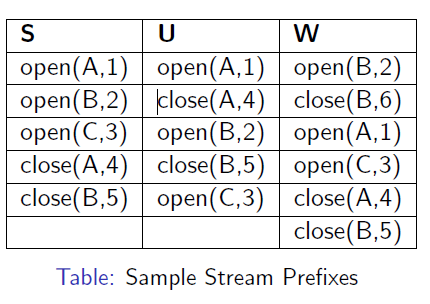 S U W
open(A,1) open(A,1) open(B,2)
open(B,2) close(A,4) close(B,6)
open(C,3) open(B,2) open(A,1)
close(A,4) close(B,5) open(C,3)
close(B,5) open(C,3) close(A,4)
close(B,5)
Table: Sample Stream Prefixes